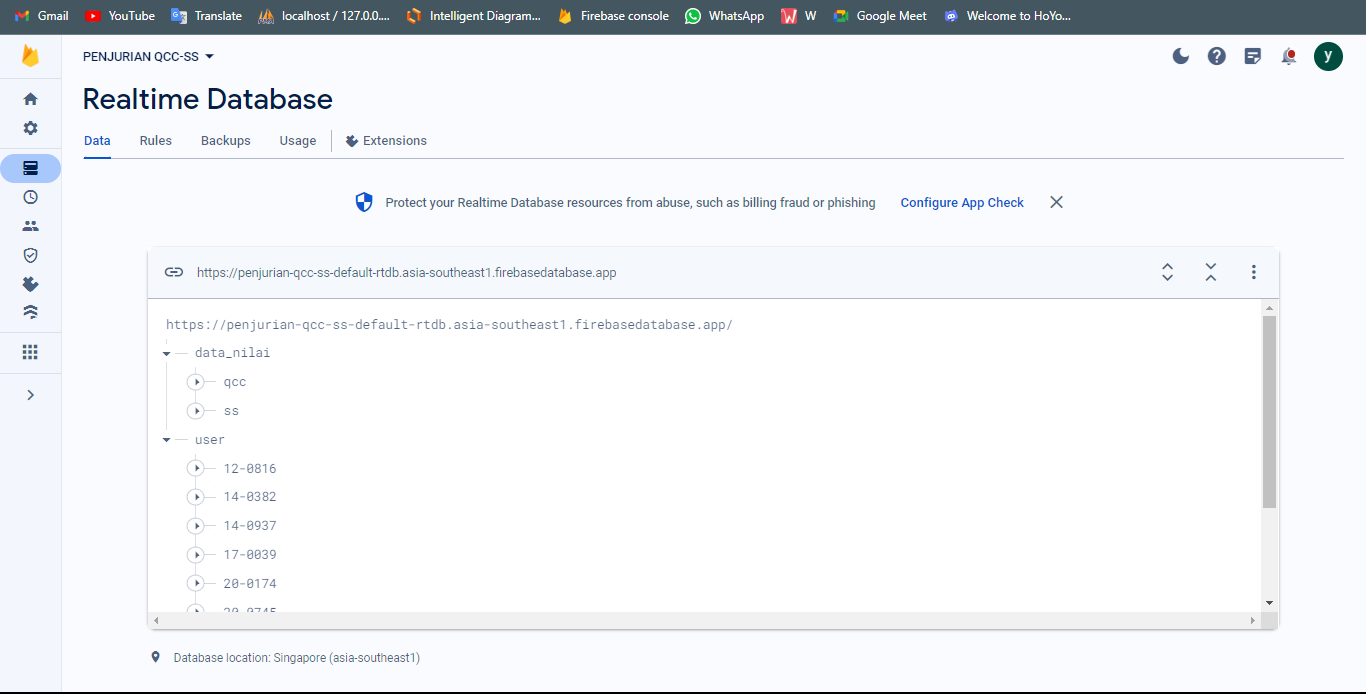 Gmail YouTube Translate localhost / 127.0.0.... Intelligent Diagram... Firebase console WhatsApp W Google Meet Welcome to HoYo...
PENJURIAN QCC-SS y
Realtime Database
Data Rules Backups Usage Extensions
Protect your Realtime Database resources from abuse, such as billing fraud or phishing Configure App Check
https://penjurian-qcc-ss-default-rtdb.asia-southeast1.firebasedatabase.app
https://penjurian-qcc-ss-default-rtdb.asia-southeast1.firebasedatabase.app/
data_nilai
qcc
ss
user
12-0816
14-0382
14-0937
17-0039
20-0174
20-0745
Database location: Singapore (asia-southeast1)